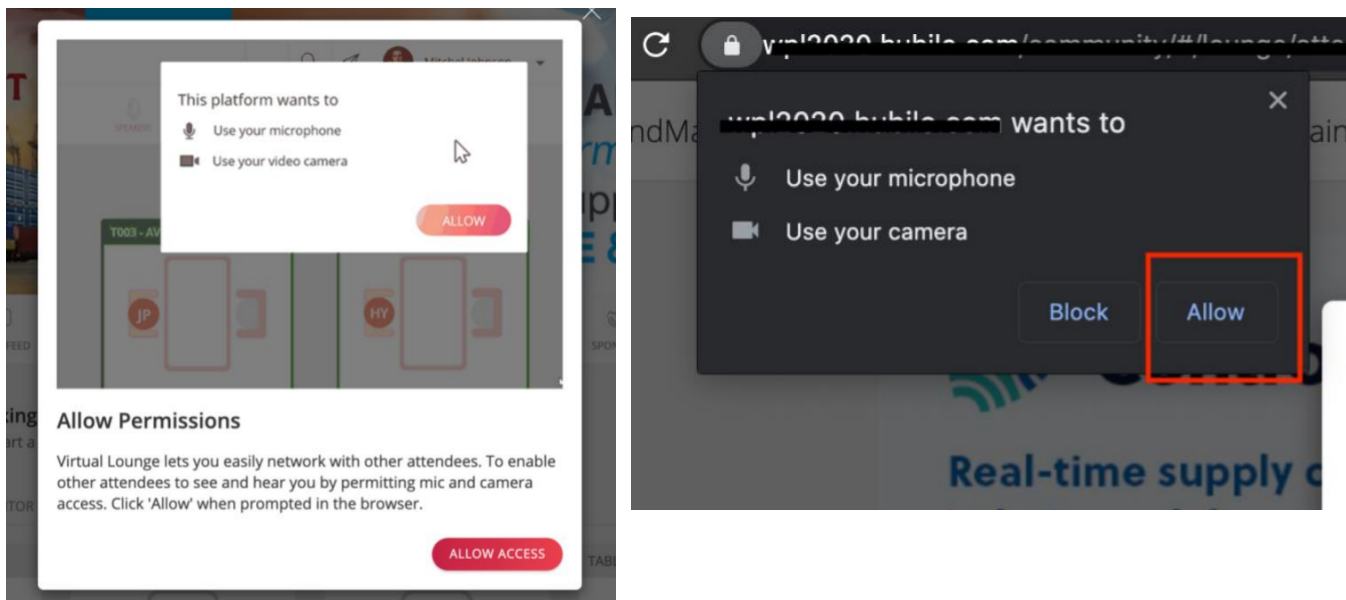 This platform wants to
Use your microphone
Use your video camera
ALLOW
T003 - AV
JP
HY
Allow Permissions
Virtual Lounge lets you easily network with other attendees. To enable
other attendees to see and hear you by permitting mic and camera
access. Click 'Allow' when prompted in the browser.
ALLOW ACCESS
wants to
Use your microphone
Use your camera
Block
Allow
Real-time supply